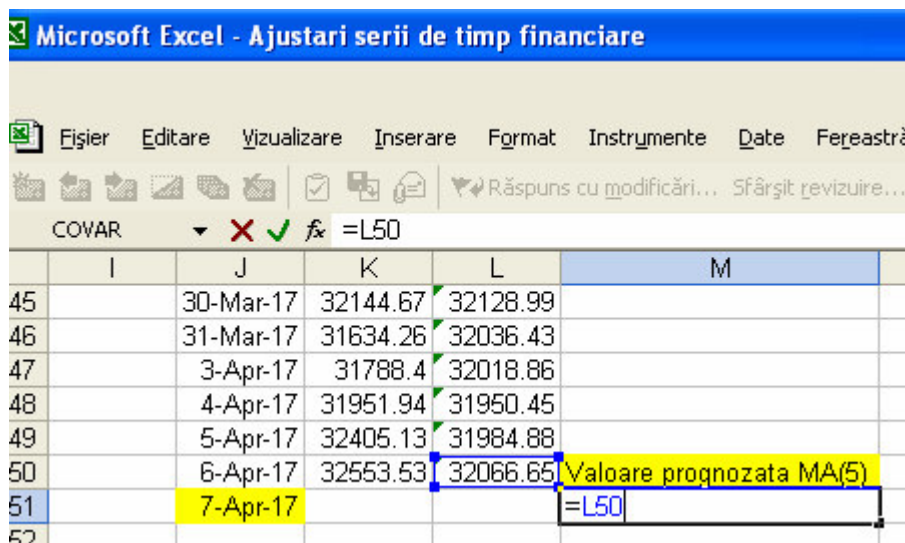 Microsoft Excel - Ajustari serii de timp financiare
Fişier Editare Vizualizare Inserare Format Instrumente Date Fereastră
Răspuns cu modificări... Sfârşit revizuire...
COVAR fx =L50
I J K L M
45 30-Mar-17 32144.67 32128.99
46 31-Mar-17 31634.26 32036.43
47 3-Apr-17 31788.4 32018.86
48 4-Apr-17 31951.94 31950.45
49 5-Apr-17 32405.13 31984.88
50 6-Apr-17 32553.53 32066.65 Valoare prognozata MA(5)
51 7-Apr-17 =L50
52